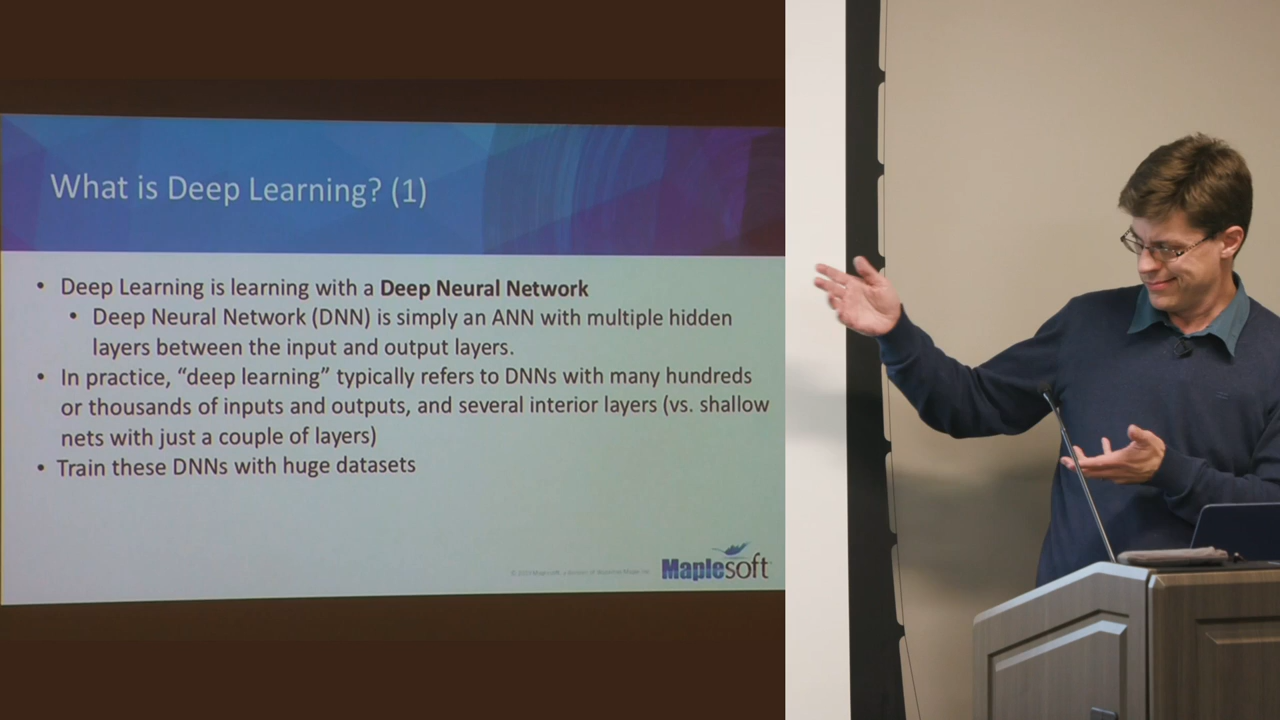 What is Deep Learning? (1)
• Deep Learning is learning with a Deep Neural Network
• Deep Neural Network (DNN) is simply an ANN with multiple hidden
layers between the input and output layers.
• In practice, “deep learning” typically refers to DNNs with many hundreds
or thousands of inputs and outputs, and several interior layers (vs. shallow
nets with just a couple of layers)
• Train these DNNs with huge datasets
Maplesoft